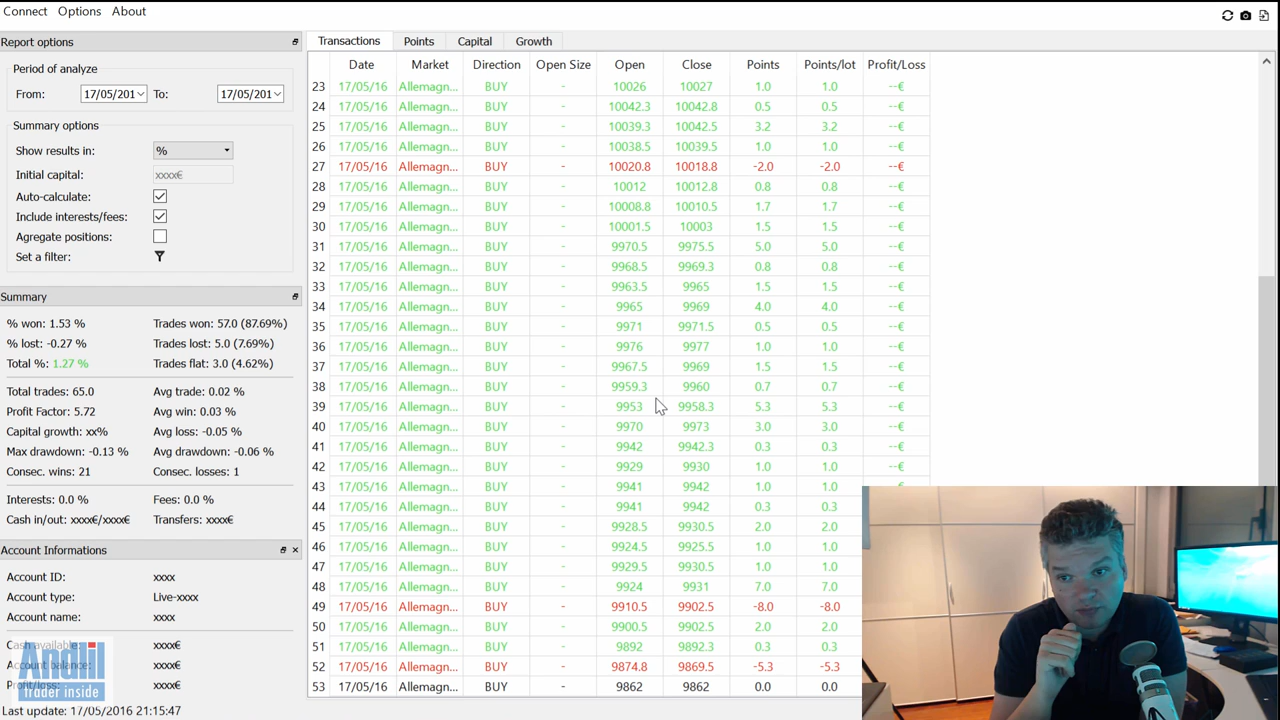 Connect Options About
Report options
Period of analyze
From: 17/05/201 To: 17/05/201
Summary options
Show results in: %
Initial capital: xxxx€
Auto-calculate:
Include interests/fees:
Agregate positions:
Set a filter:
Summary
% won: 1.53 % Trades won: 57.0 (87.69%)
% lost: -0.27 % Trades lost: 5.0 (7.69%)
Total %: 1.27 % Trades flat: 3.0 (4.62%)
Total trades: 65.0 Avg trade: 0.02 %
Profit Factor: 5.72 Avg win: 0.03 %
Capital growth: xx% Avg loss: -0.05 %
Max drawdown: -0.13 % Avg drawdown: -0.06 %
Consec. wins: 21 Consec. losses: 1
Interests: 0.0 % Fees: 0.0 %
Cash in/out: xxxx€/xxxx€ Transfers: xxxx€
Account Informations
Account ID: xxxx
Account type: Live-xxxx
Account name: xxxx
Cash available: xxxx€
Account balance: xxxx€
Profit/loss: xxxx€
Andlil
trader inside
Last update: 17/05/2016 21:15:47
Transactions Points Capital Growth
Date Market Direction Open Size Open Close Points Points/lot Profit/Loss
23 17/05/16 Allemagn... BUY - 10026 10027 1.0 1.0 --€
24 17/05/16 Allemagn... BUY - 10042.3 10042.8 0.5 0.5 --€
25 17/05/16 Allemagn... BUY - 10039.3 10042.5 3.2 3.2 --€
26 17/05/16 Allemagn... BUY - 10038.5 10039.5 1.0 1.0 --€
27 17/05/16 Allemagn... BUY - 10020.8 10018.8 -2.0 -2.0 --€
28 17/05/16 Allemagn... BUY - 10012 10012.8 0.8 0.8 --€
29 17/05/16 Allemagn... BUY - 10008.8 10010.5 1.7 1.7 --€
30 17/05/16 Allemagn... BUY - 10001.5 10003 1.5 1.5 --€
31 17/05/16 Allemagn... BUY - 9970.5 9975.5 5.0 5.0 --€
32 17/05/16 Allemagn... BUY - 9968.5 9969.3 0.8 0.8 --€
33 17/05/16 Allemagn... BUY - 9963.5 9965 1.5 1.5 --€
34 17/05/16 Allemagn... BUY - 9965 9969 4.0 4.0 --€
35 17/05/16 Allemagn... BUY - 9971 9971.5 0.5 0.5 --€
36 17/05/16 Allemagn... BUY - 9976 9977 1.0 1.0 --€
37 17/05/16 Allemagn... BUY - 9967.5 9969 1.5 1.5 --€
38 17/05/16 Allemagn... BUY - 9959.3 9960 0.7 0.7 --€
39 17/05/16 Allemagn... BUY - 9953 9958.3 5.3 5.3 --€
40 17/05/16 Allemagn... BUY - 9970 9973 3.0 3.0 --€
41 17/05/16 Allemagn... BUY - 9942 9942.3 0.3 0.3 --€
42 17/05/16 Allemagn... BUY - 9929 9930 1.0 1.0 --€
43 17/05/16 Allemagn... BUY - 9941 9942 1.0 1.0 --€
44 17/05/16 Allemagn... BUY - 9941 9942 0.3 0.3
45 17/05/16 Allemagn... BUY - 9928.5 9930.5 2.0 2.0
46 17/05/16 Allemagn... BUY - 9924.5 9925.5 1.0 1.0
47 17/05/16 Allemagn... BUY - 9929.5 9930.5 1.0 1.0
48 17/05/16 Allemagn... BUY - 9924 9931 7.0 7.0
49 17/05/16 Allemagn... BUY - 9910.5 9902.5 -8.0 -8.0
50 17/05/16 Allemagn... BUY - 9900.5 9902.5 2.0 2.0
51 17/05/16 Allemagn... BUY - 9892 9892.3 0.3 0.3
52 17/05/16 Allemagn... BUY - 9874.8 9869.5 -5.3 -5.3
53 17/05/16 Allemagn... BUY - 9862 9862 0.0 0.0